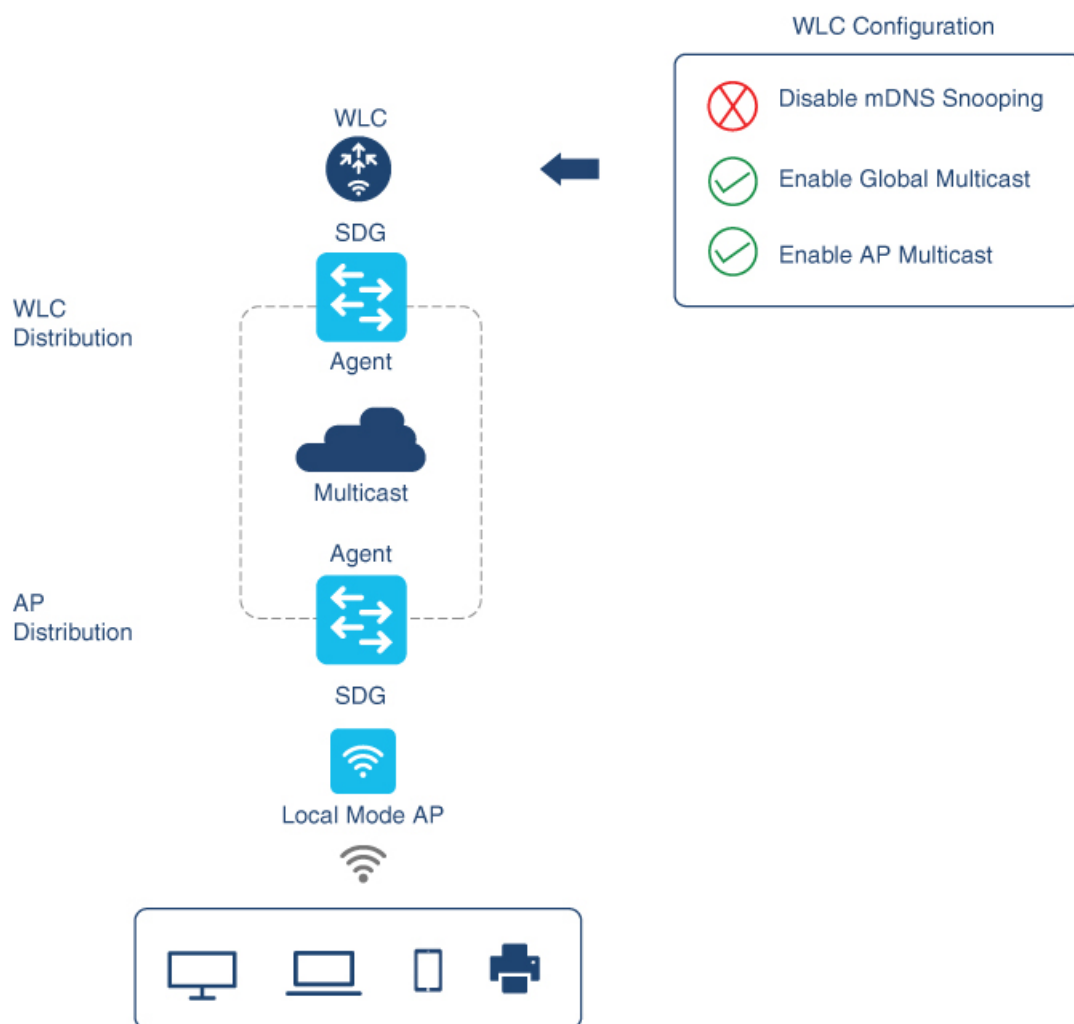 WLC Configuration
Disable mDNS Snooping
Enable Global Multicast
Enable AP Multicast
WLC
SDG
WLC
Distribution
Agent
Multicast
Agent
AP
Distribution
SDG
Local Mode AP